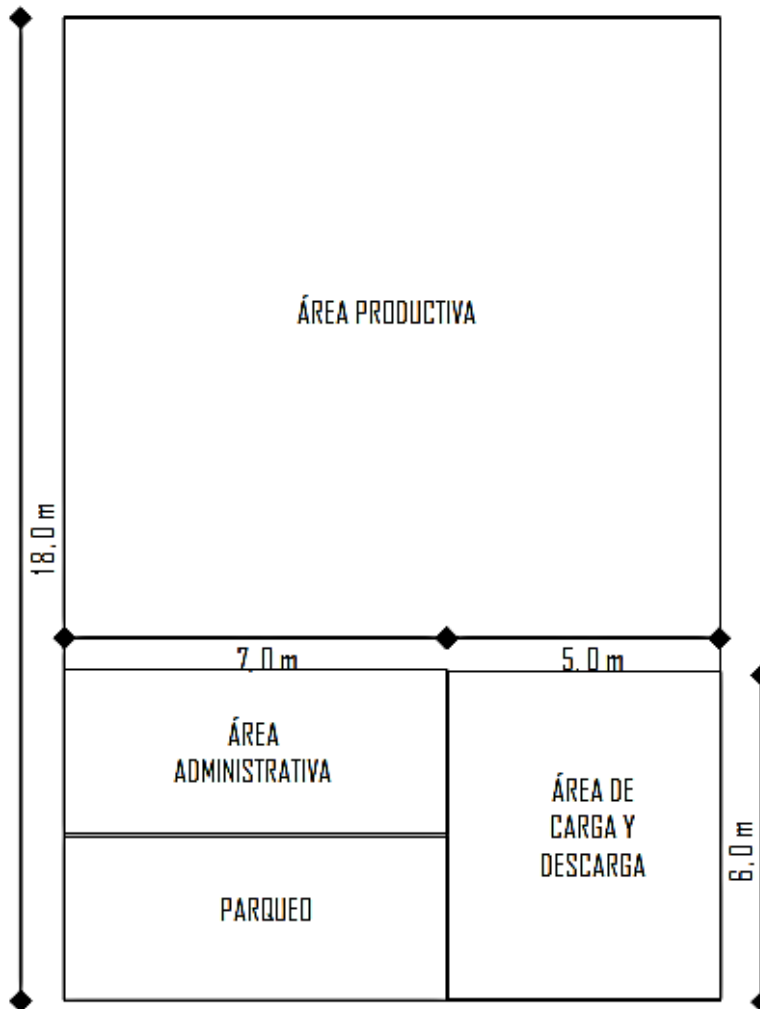 ÁREA PRODUCTIVA
18.0 m
7.0 m
5.0 m
ÁREA
ADMINISTRATIVA
ÁREA DE
CARGA Y
DESCARGA
6.0 m
PARQUEO